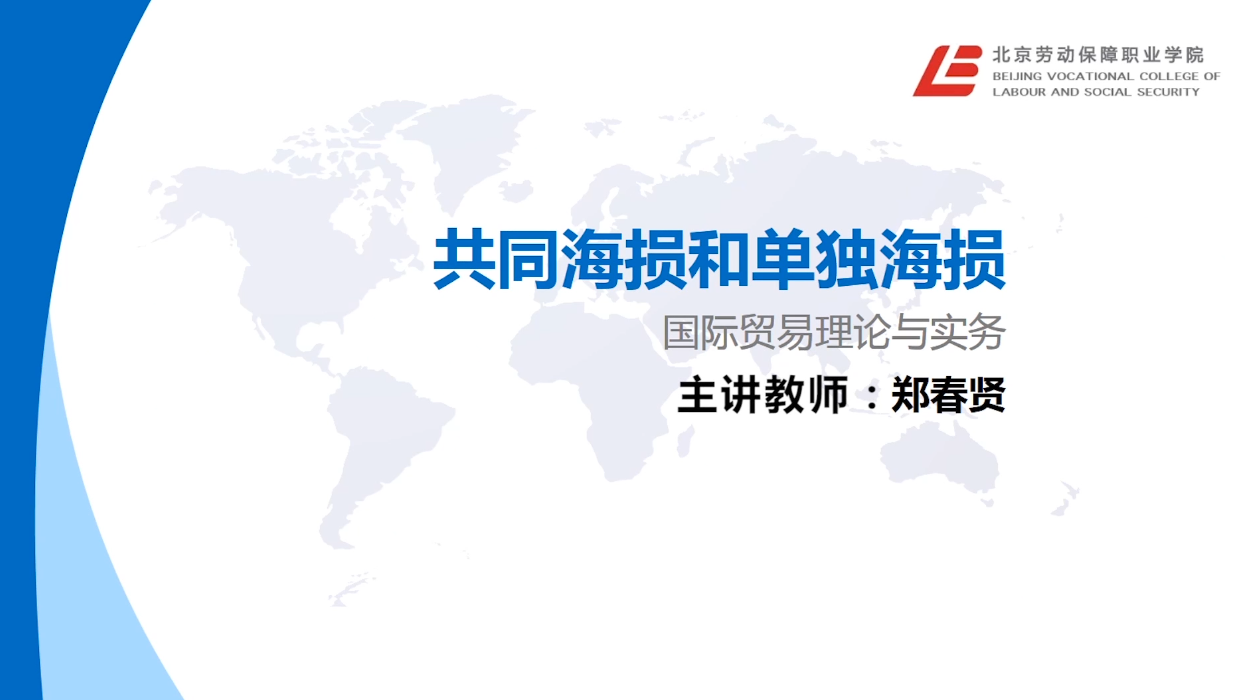 北京劳动保障职业学院
BEIJING VOCATIONAL COLLEGE OF
LABOUR AND SOCIAL SECURITY
共同海损和单独海损
国际贸易理论与实务
主讲教师：郑春贤